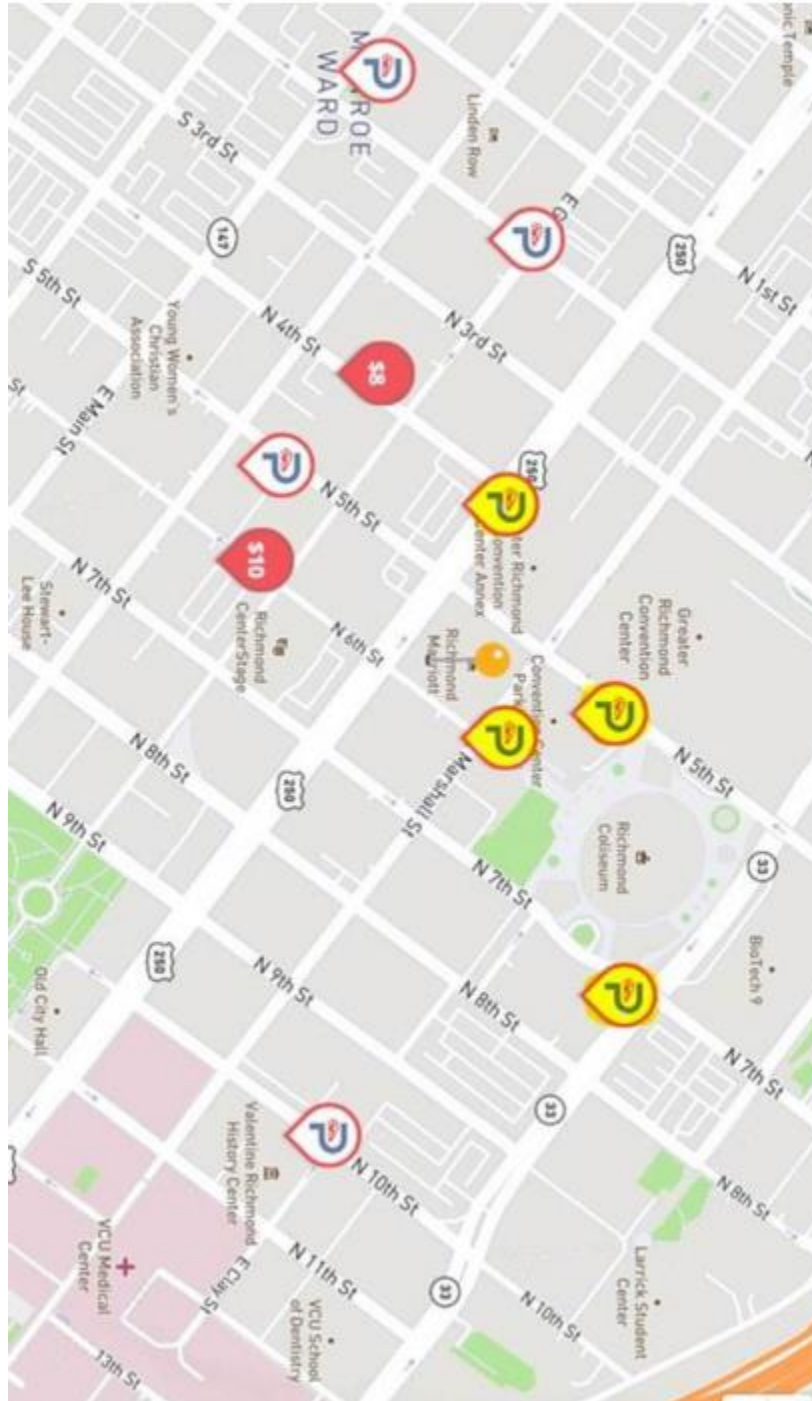 nic Temple
N 1st St
BioTech 9
33
N 7th St
N 8th St
250
Linden Row
E G
N 3rd St
Greater
Richmond
Convention
Center
N 5th St
Richmond
Coliseum
Larrick Student
Center
P
P
P
P
250
ter Richmond
Convention
Center Annex
P
Convention Center
Park
P
33
N 10th St
M ROE
WARD
P
$8
Richmond
Marriott
N 7th St
N 8th St
Marshall St
33
S 3rd St
147
N 4th St
N 5th St
N 6th St
P
N 10th St
N 11th St
VCU School
of Dentistry
P
$10
Richmond
CenterStage
250
N 9th St
Valentine Richmond
History Center
E Clay St
Young Women's
Christian
Association
N 7th St
N 8th St
250
S 5th St
E Main St
N 9th St
VCU Medical
Center
13th St
St
Stewart-
Lee House
Old City Hall